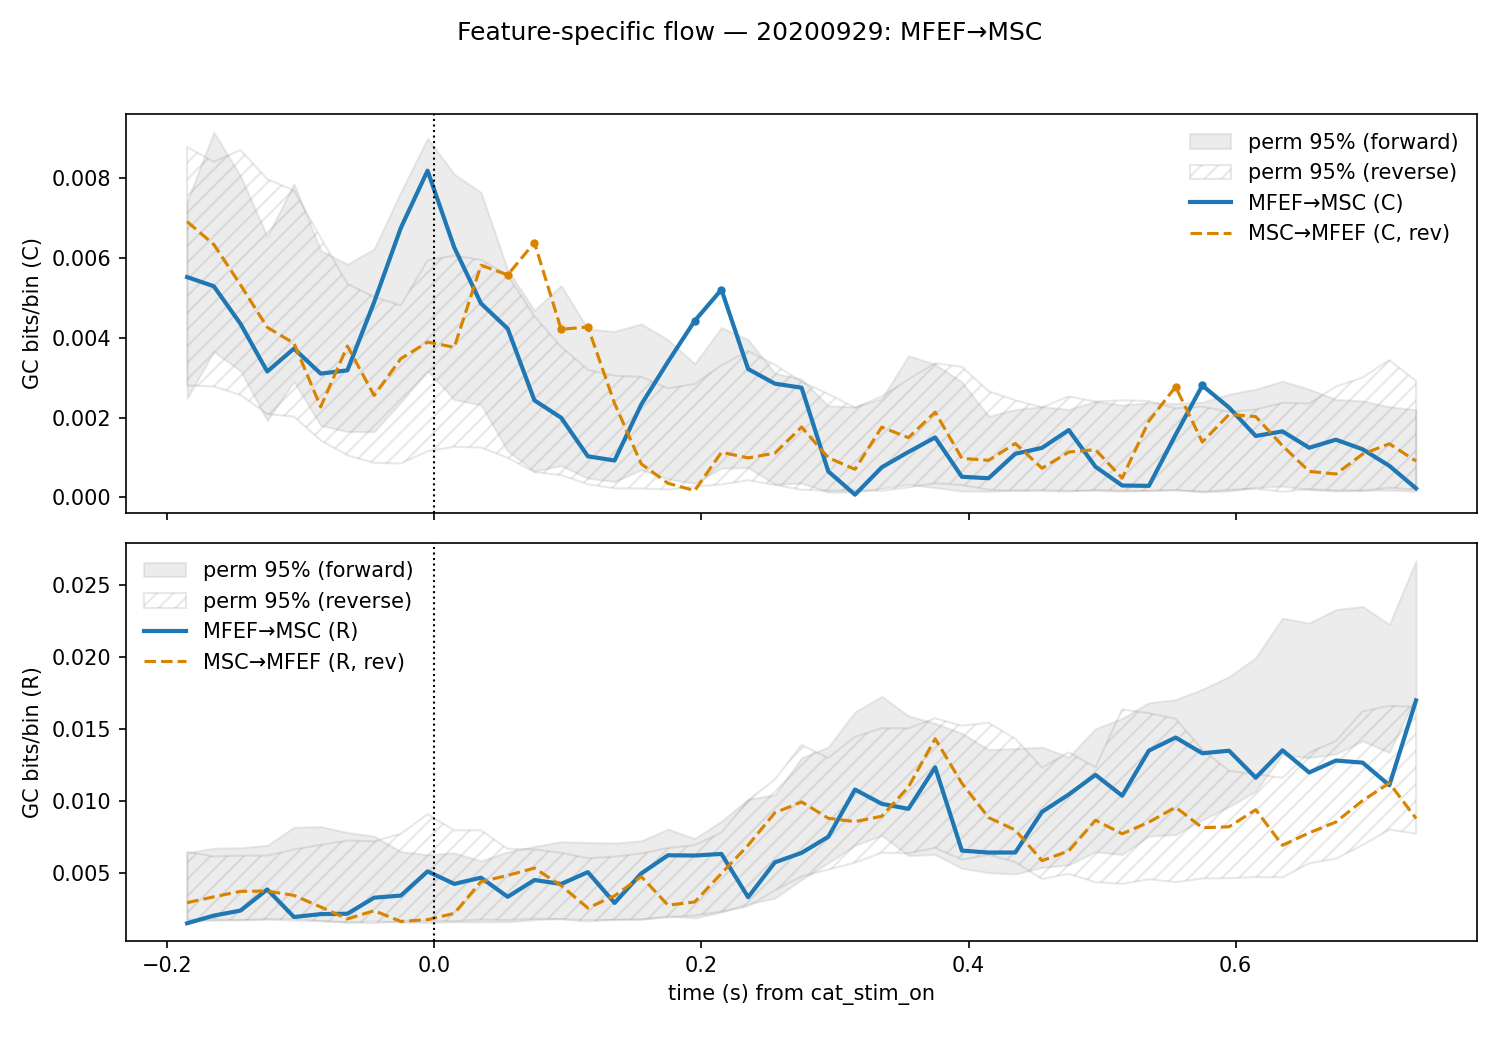 Feature-specific flow — 20200929: MFEF→MSC
GC bits/bin (C)
0.008
0.006
0.004
0.002
0.000
perm 95% (forward)
perm 95% (reverse)
MFEF→MSC (C)
MSC→MFEF (C, rev)
GC bits/bin (R)
0.025
0.020
0.015
0.010
0.005
perm 95% (forward)
perm 95% (reverse)
MFEF→MSC (R)
MSC→MFEF (R, rev)
−0.2 0.0 0.2 0.4 0.6
time (s) from cat_stim_on